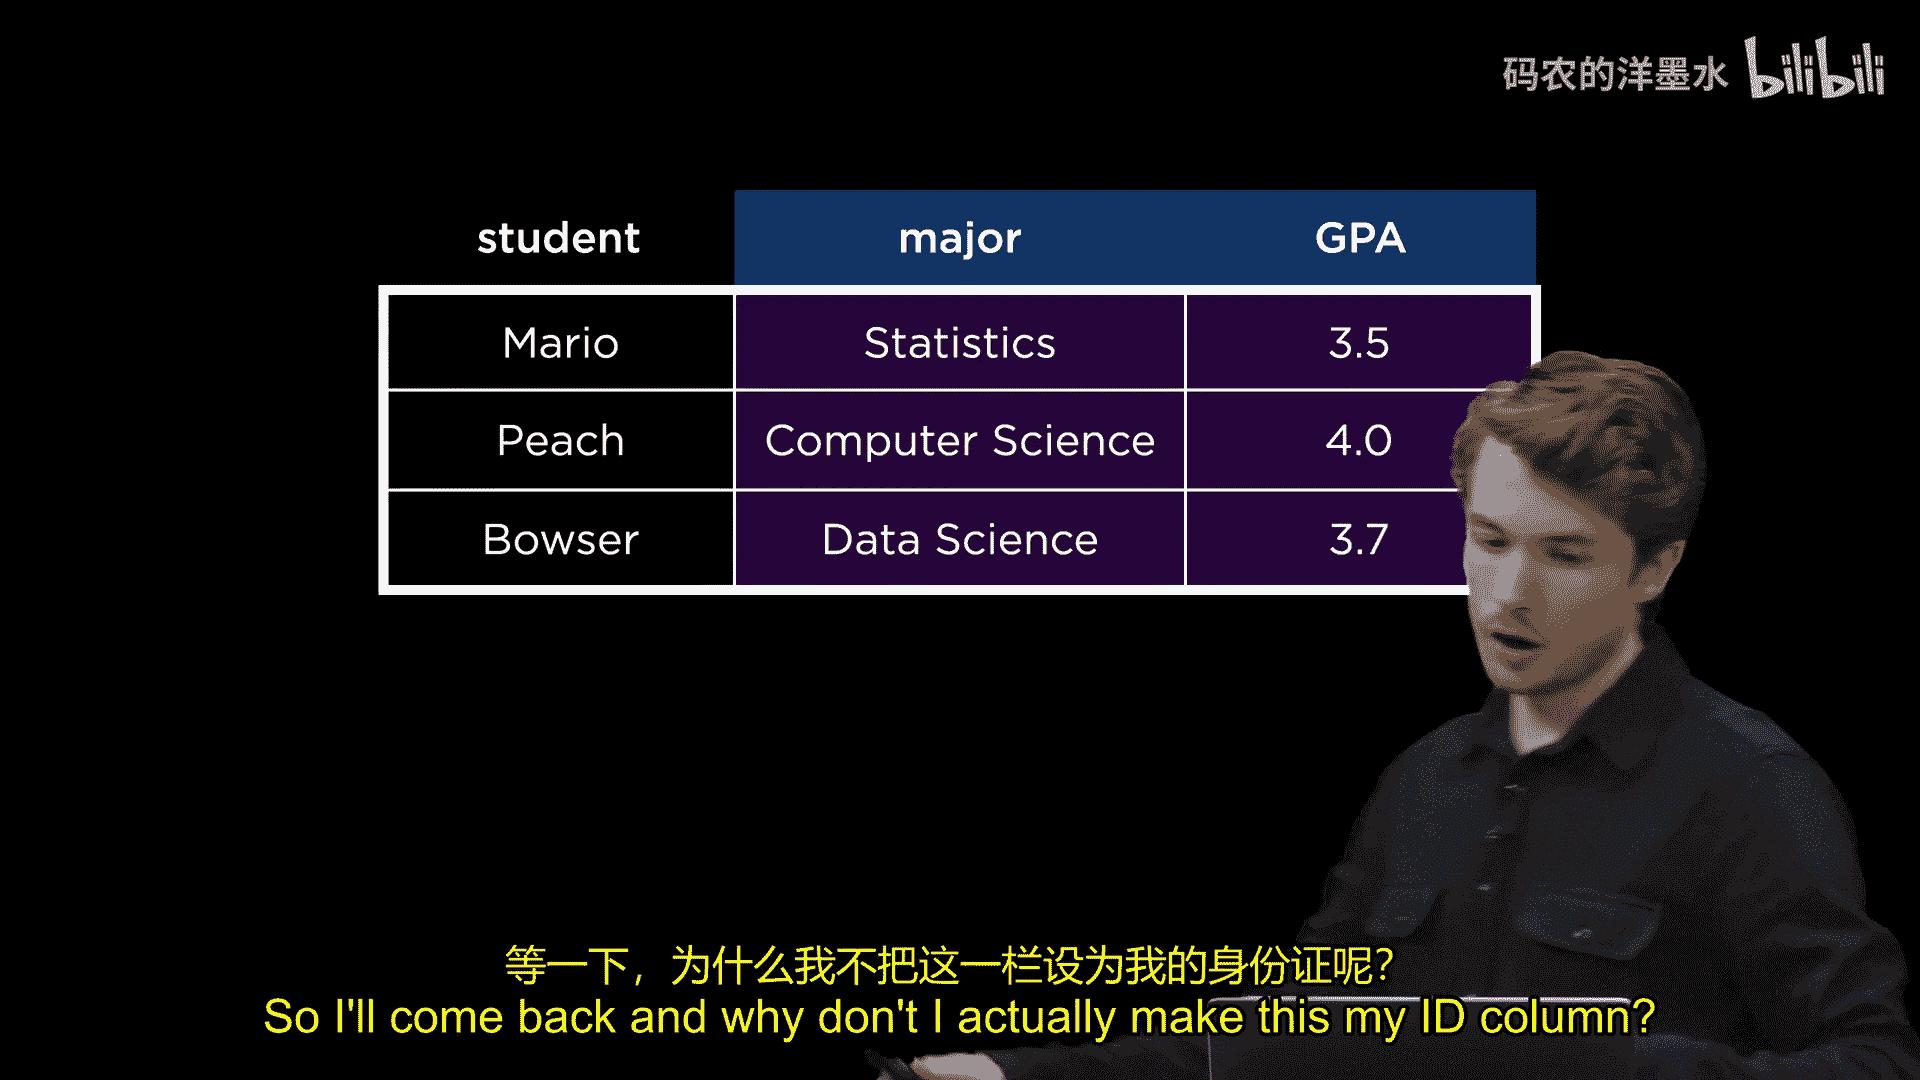 码农的洋墨水 bilibili
student major GPA
Mario Statistics 3.5
Peach Computer Science 4.0
Bowser Data Science 3.7
等一下，为什么我不把这一栏设为我的身份证呢？
So I'll come back and why don't I actually make this my ID column?